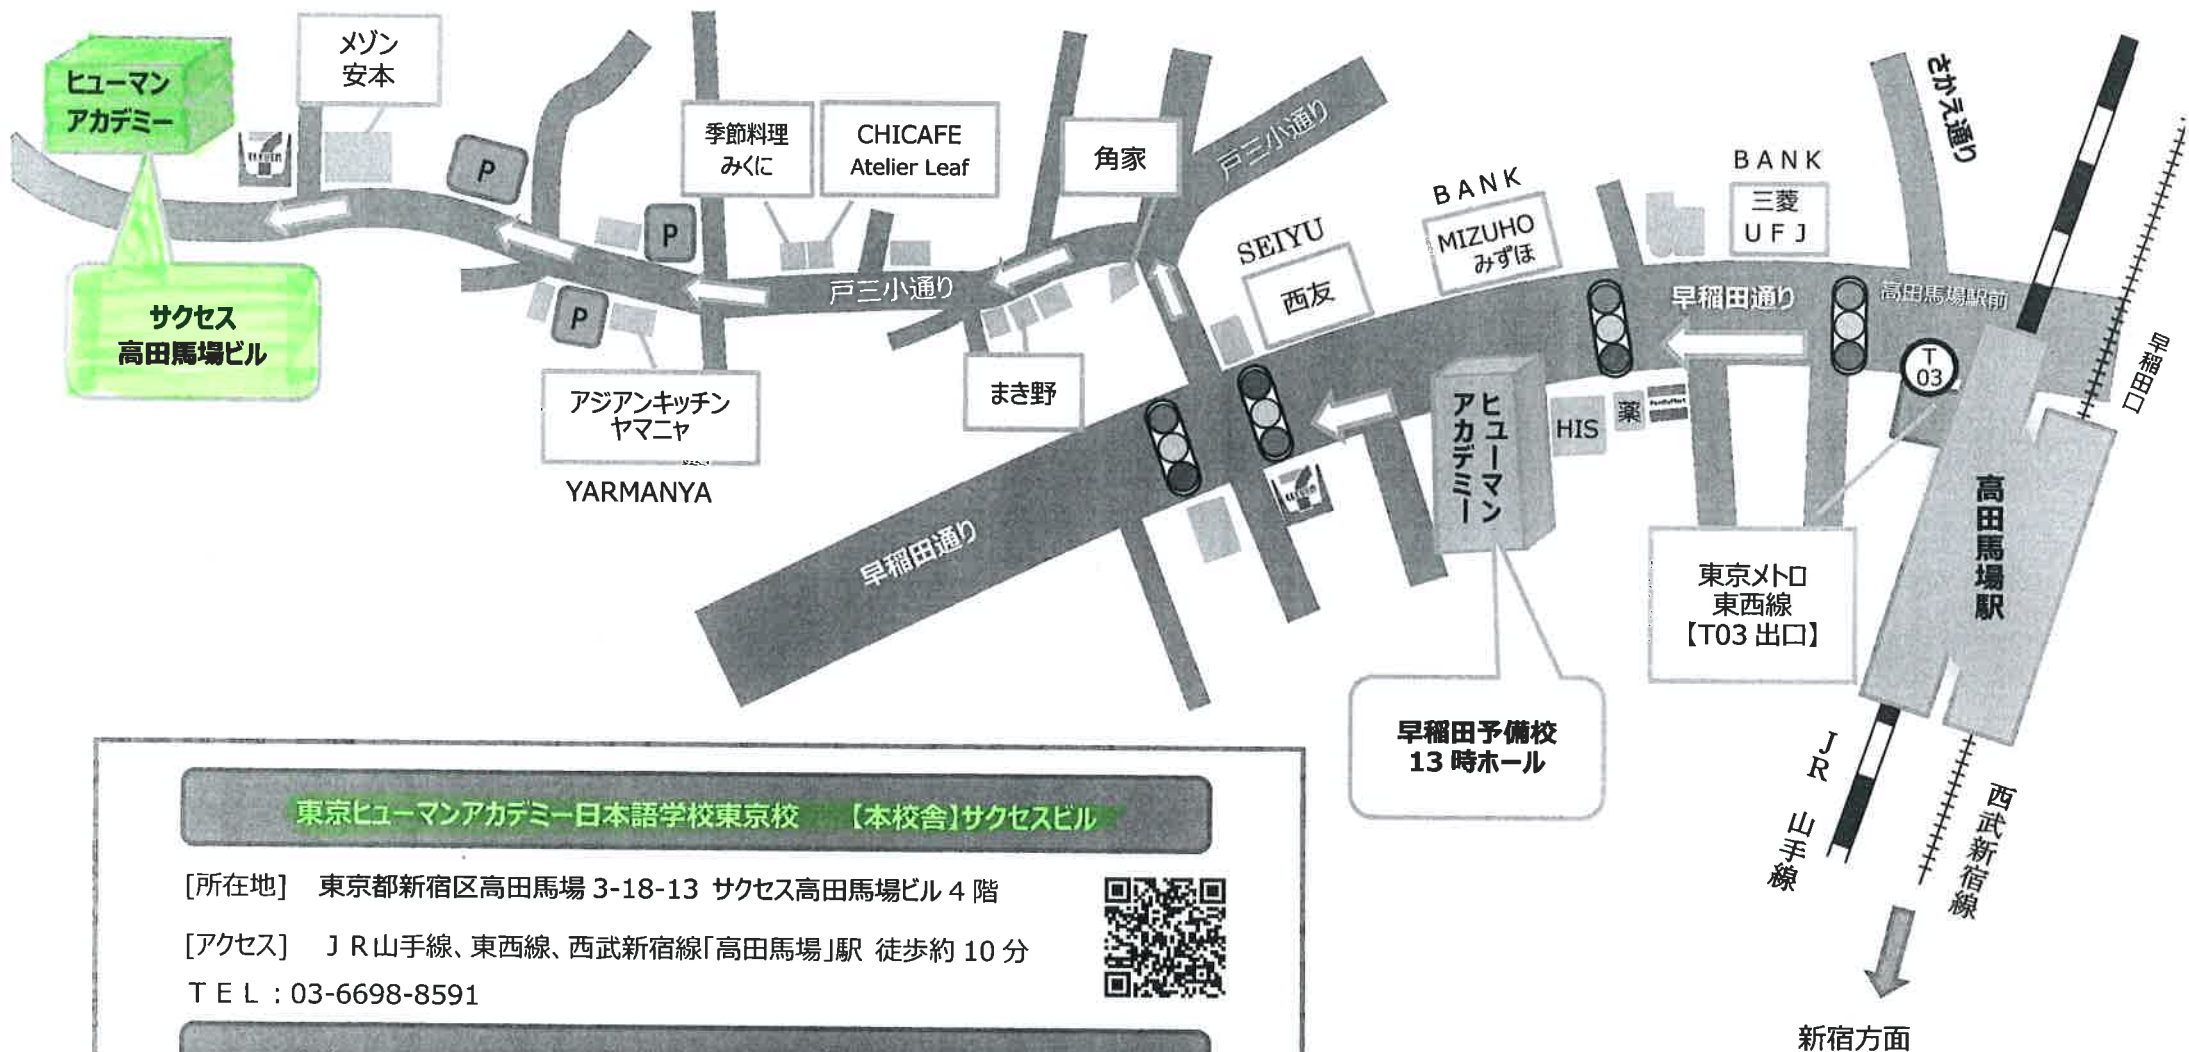 ヒューマン
アカデミー
メゾン
安本
P
季節料理
みくに
CHICAFE
Atelier Leaf
角家
戸三小通り
SEIYU
西友
BANK
MIZUHO
みずほ
BANK
三菱
UFJ
さかえ通り
P
戸三小通り
早稲田通り
高田馬場駅前
T
03
早稲田口
サクセス
高田馬場ビル
P
アジアンキッチン
ヤマニャ
YARMANYA
まき野
ヒューマン
アカデミー
HIS
薬
FamilyMart
早稲田通り
高田馬場駅
東京メトロ
東西線
【T03 出口】
早稲田予備校
13 時ホール
JR 山手線
西武新宿線
新宿方面
東京ヒューマンアカデミー日本語学校東京校 【本校舎】サクセスビル
[所在地] 東京都新宿区高田馬場 3-18-13 サクセス高田馬場ビル 4 階
[アクセス] JR山手線、東西線、西武新宿線「高田馬場」駅 徒歩約 10 分
TEL:03-6698-8591